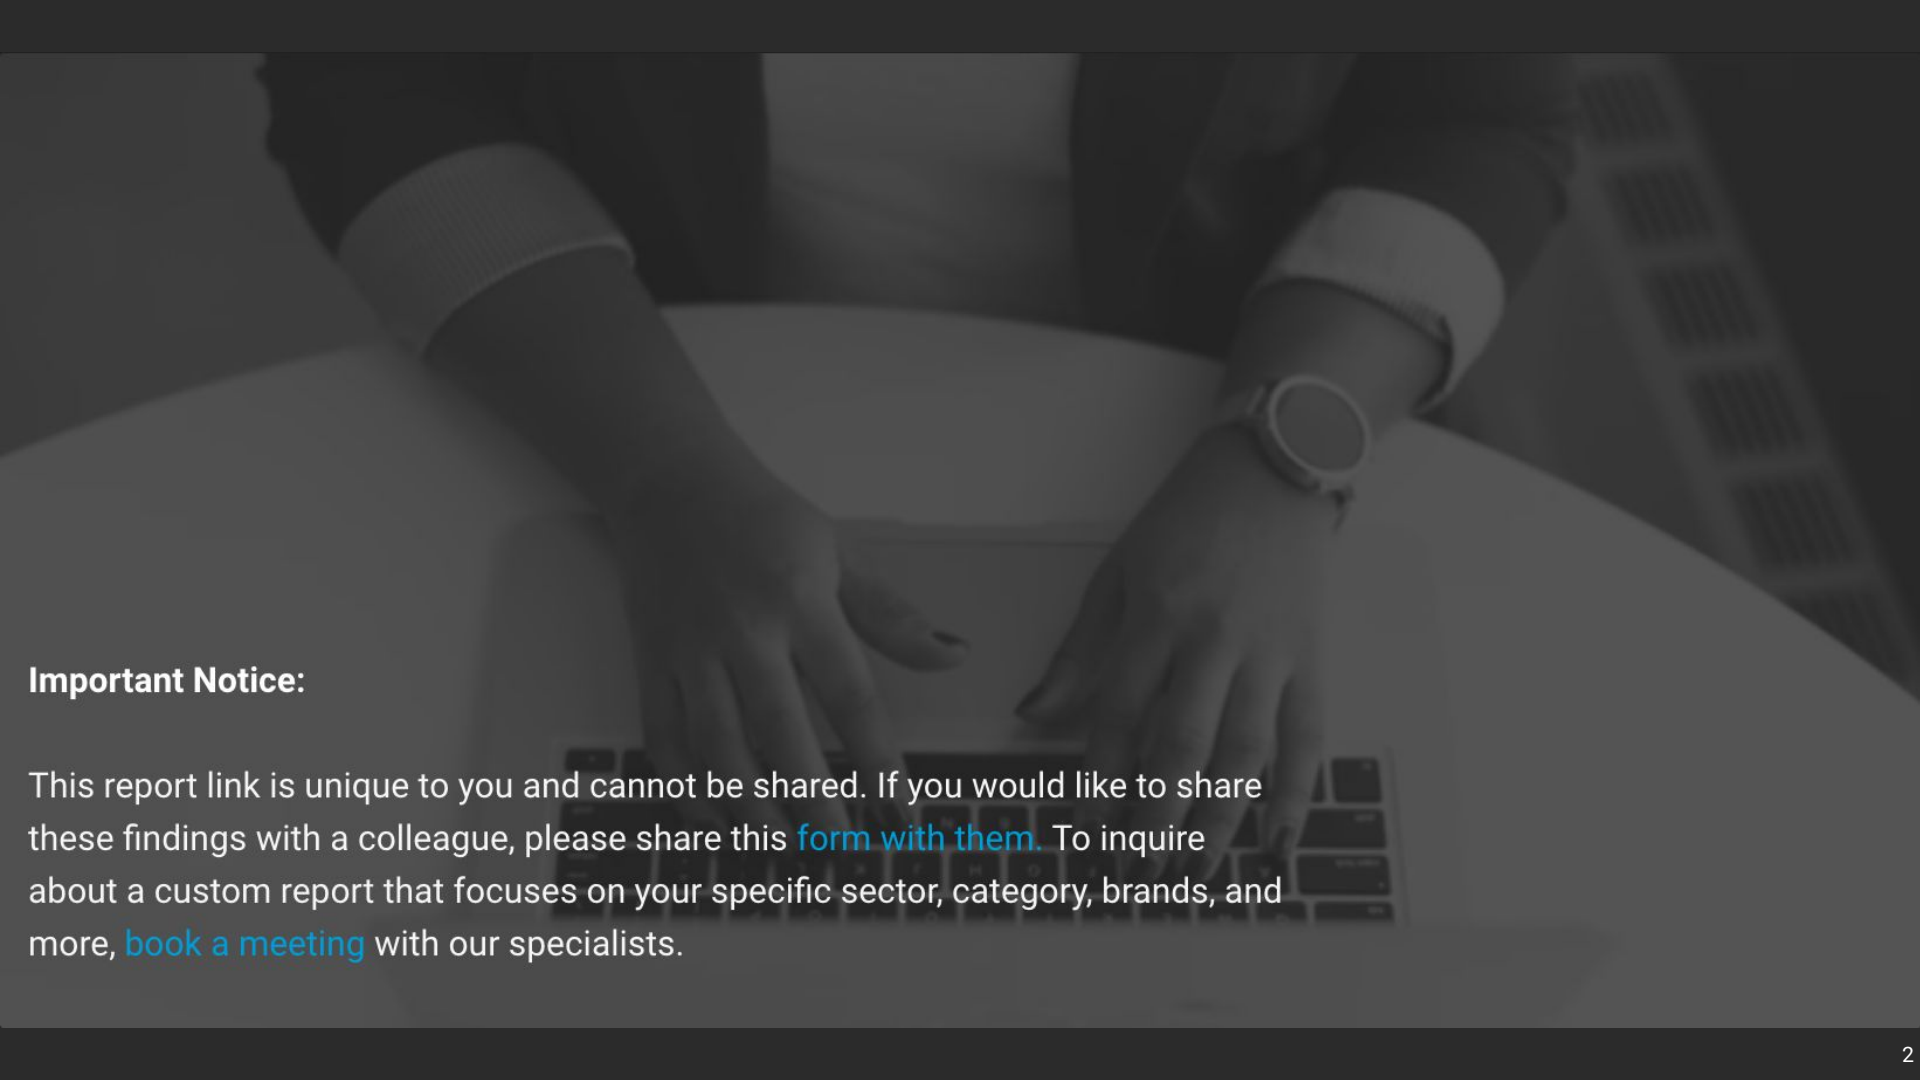 Important Notice:
This report link is unique to you and cannot be shared. If you would like to share
these findings with a colleague, please share this form with them. To inquire
about a custom report that focuses on your specific sector, category, brands, and
more, book a meeting with our specialists.
2